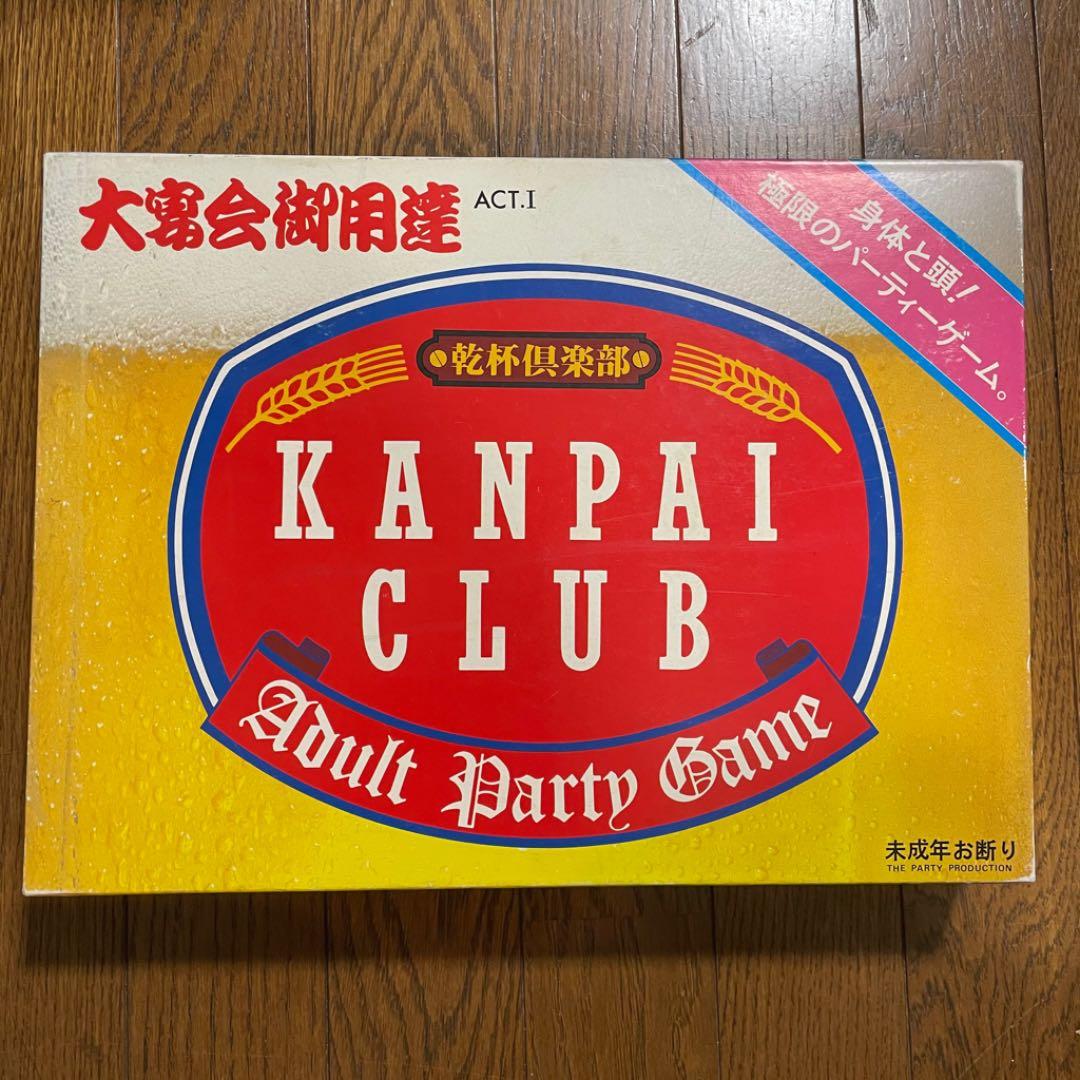 大宴会御用達 ACT.I
身体と頭!
極限のパーティーゲーム。
乾杯倶楽部
KANPAI
CLUB
Adult Party Game
未成年お断り
THE PARTY PRODUCTION